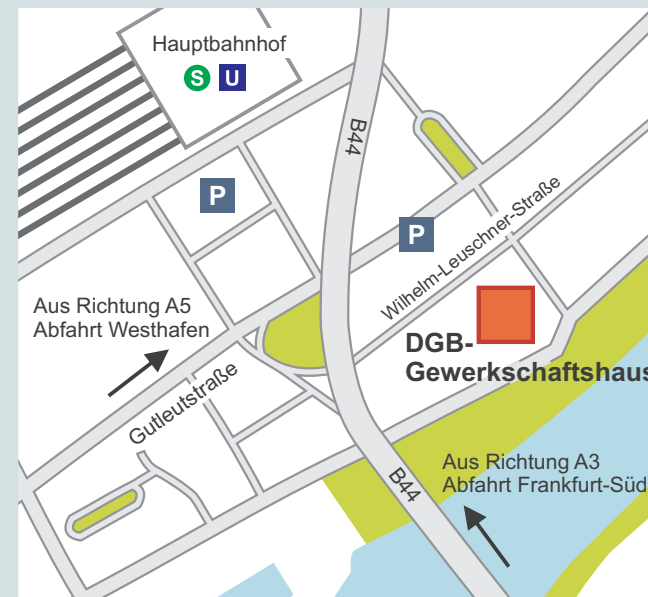 Hauptbahnhof
S U
B44
P
P
Wilhelm-Leuschner-Straße
Aus Richtung A5
Abfahrt Westhafen
DGB-
Gewerkschaftshaus
Gutleutstraße
Aus Richtung A3
Abfahrt Frankfurt-Süd
B44